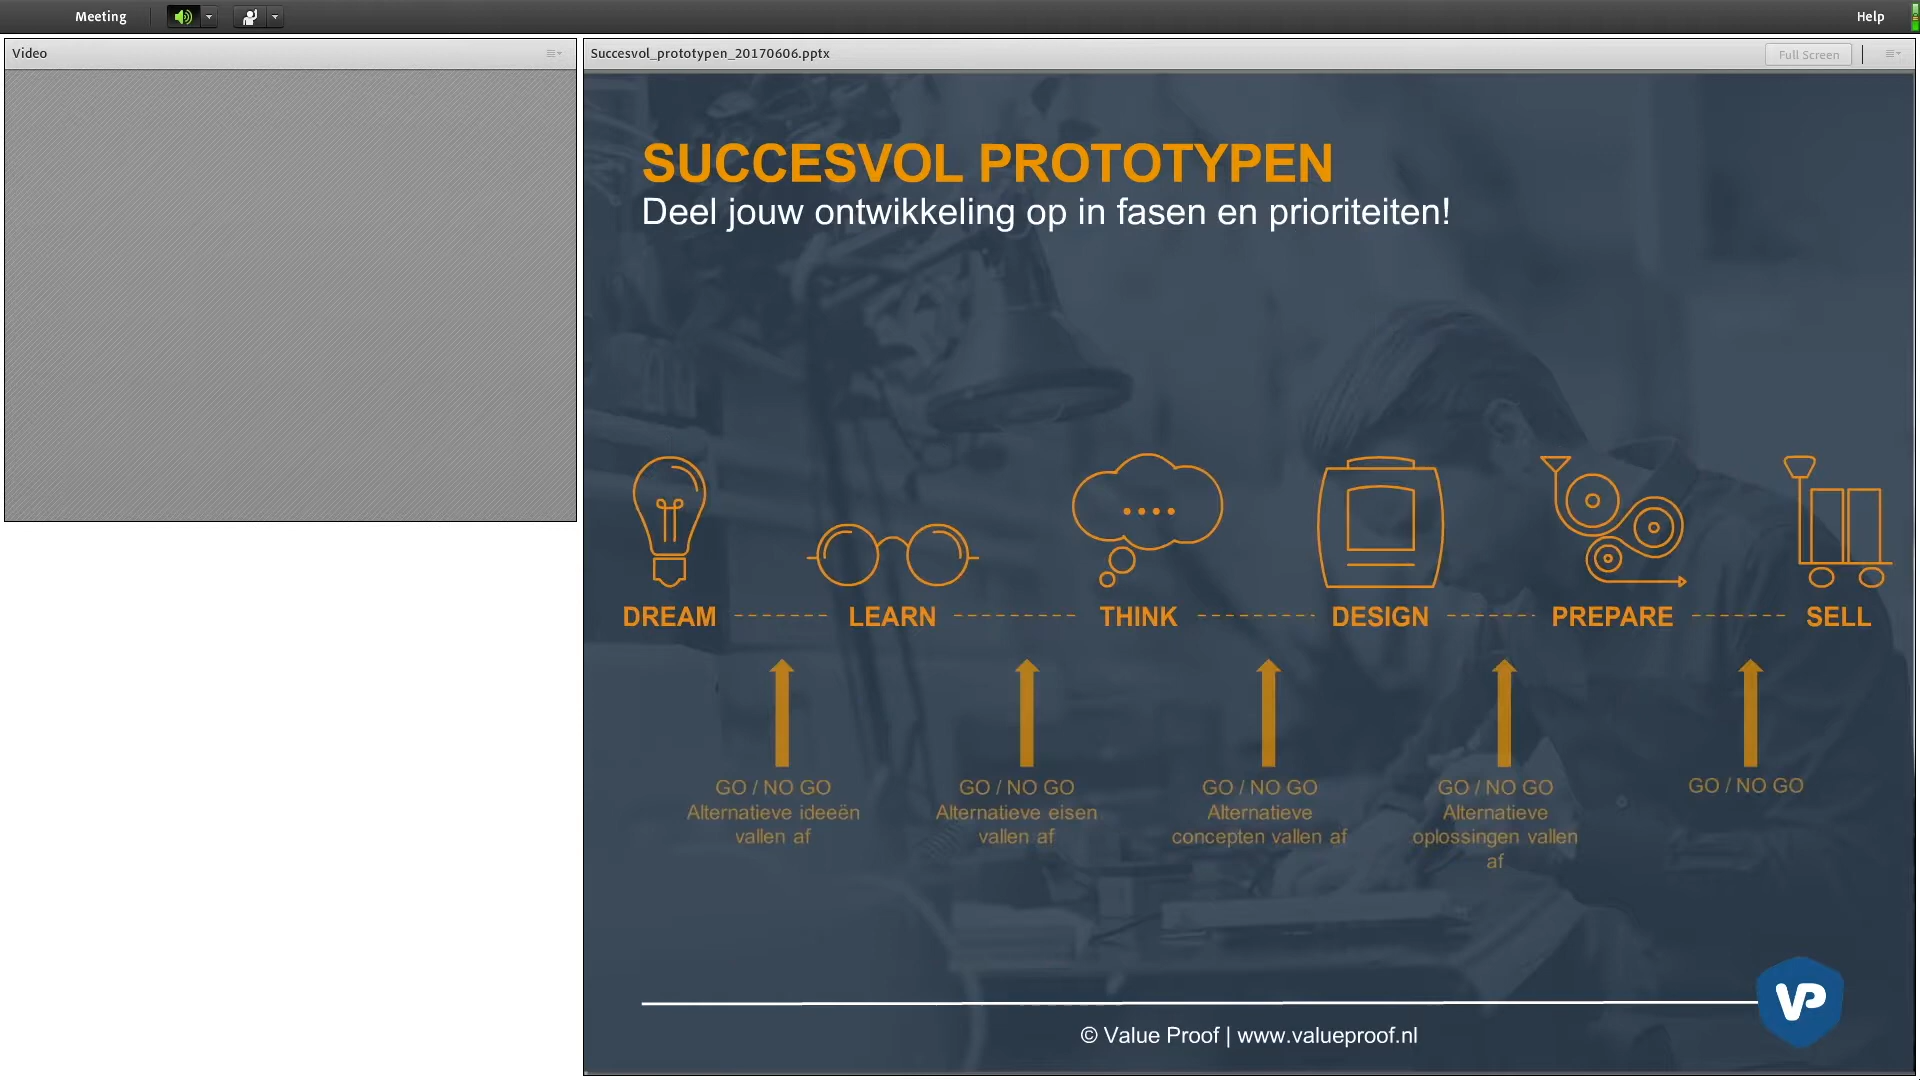 Meeting
Help
Video
Succesvol_prototypen_20170606.pptx
Full Screen
SUCCESVOL PROTOTYPEN
Deel jouw ontwikkeling op in fasen en prioriteiten!
DREAM LEARN THINK DESIGN PREPARE SELL
GO / NO GO
Alternatieve ideeën
vallen af
GO / NO GO
Alternatieve eisen
vallen af
GO / NO GO
Alternatieve
concepten vallen af
GO / NO GO
Alternatieve
oplossingen vallen
af
GO / NO GO
VP
© Value Proof | www.valueproof.nl